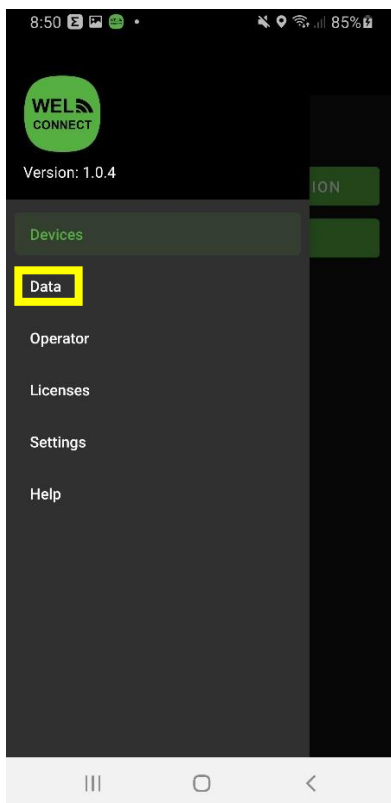 8:50 85%
WEL
CONNECT
Version: 1.0.4
ION
Devices
Data
Operator
Licenses
Settings
Help